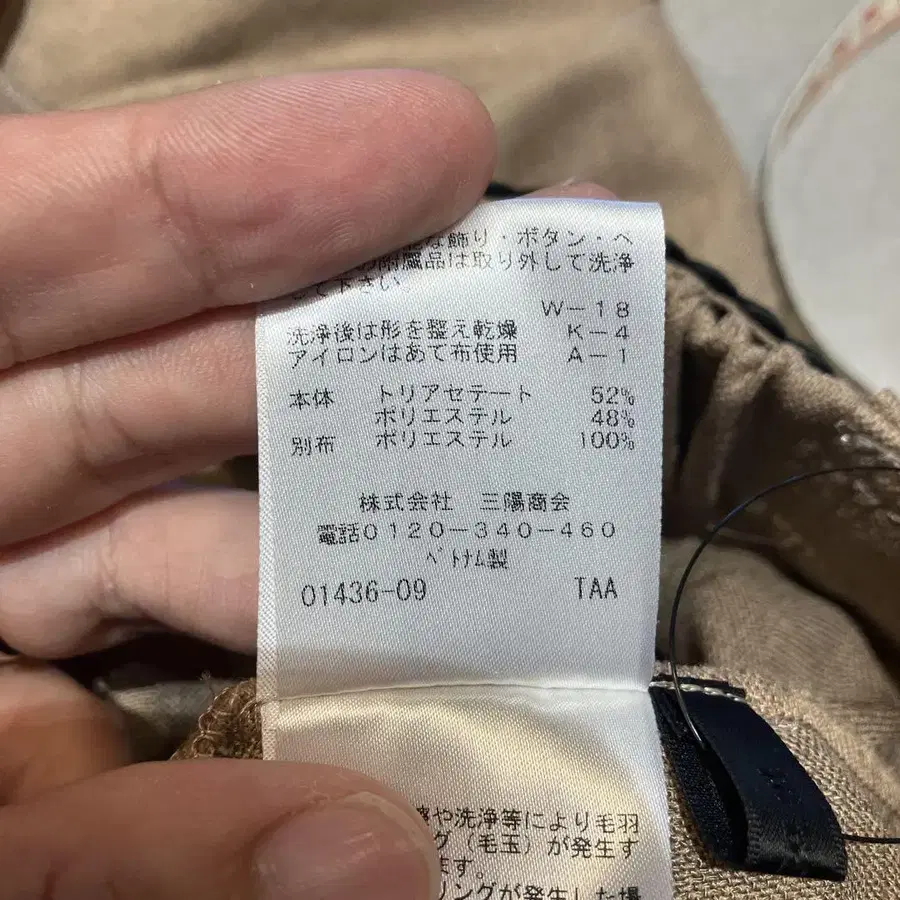 な飾り・ボタン・ヘ
の附属品は取り外して洗浄
して下さい。
W-18
洗浄後は形を整え乾燥 K-4
アイロンはあて布使用 A-1
本体 トリアセテート 52%
ポリエステル 48%
別布 ポリエステル 100%
株式会社 三陽商会
電話0120-340-460
ベトナム製
01436-09 TAA
や洗浄等により毛羽
グ(毛玉)が発生す
ます。
リングが発生した場